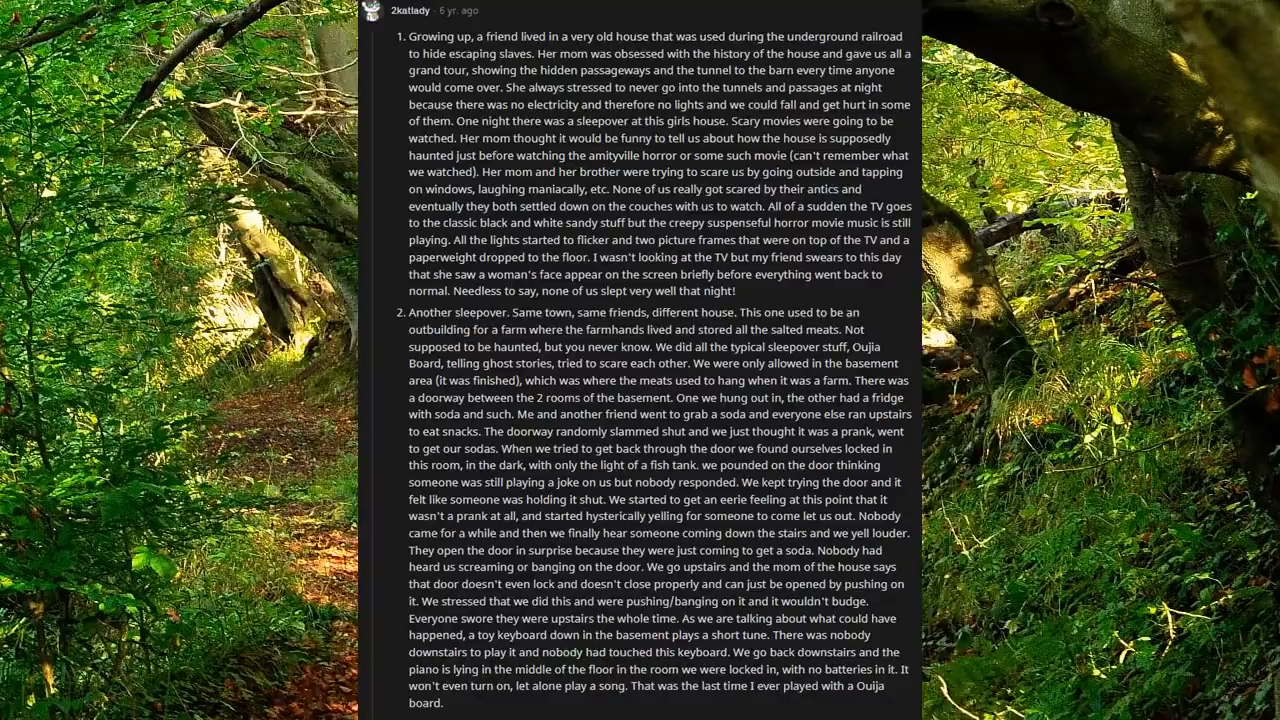 2katlady · 6 yr. ago
1. Growing up, a friend lived in a very old house that was used during the underground railroad
to hide escaping slaves. Her mom was obsessed with the history of the house and gave us all a
grand tour, showing the hidden passageways and the tunnel to the barn every time anyone
would come over. She always stressed to never go into the tunnels and passages at night
because there was no electricity and therefore no lights and we could fall and get hurt in some
of them. One night there was a sleepover at this girls house. Scary movies were going to be
watched. Her mom thought it would be funny to tell us about how the house is supposedly
haunted just before watching the amityville horror or some such movie (can't remember what
we watched). Her mom and her brother were trying to scare us by going outside and tapping
on windows, laughing maniacally, etc. None of us really got scared by their antics and
eventually they both settled down on the couches with us to watch. All of a sudden the TV goes
to the classic black and white sandy stuff but the creepy suspenseful horror movie music is still
playing. All the lights started to flicker and two picture frames that were on top of the TV and a
paperweight dropped to the floor. I wasn't looking at the TV but my friend swears to this day
that she saw a woman's face appear on the screen briefly before everything went back to
normal. Needless to say, none of us slept very well that night!
2. Another sleepover. Same town, same friends, different house. This one used to be an
outbuilding for a farm where the farmhands lived and stored all the salted meats. Not
supposed to be haunted, but you never know. We did all the typical sleepover stuff, Oujia
Board, telling ghost stories, tried to scare each other. We were only allowed in the basement
area (it was finished), which was where the meats used to hang when it was a farm. There was
a doorway between the 2 rooms of the basement. One we hung out in, the other had a fridge
with soda and such. Me and another friend went to grab a soda and everyone else ran upstairs
to eat snacks. The doorway randomly slammed shut and we just thought it was a prank, went
to get our sodas. When we tried to get back through the door we found ourselves locked in
this room, in the dark, with only the light of a fish tank. we pounded on the door thinking
someone was still playing a joke on us but nobody responded. We kept trying the door and it
felt like someone was holding it shut. We started to get an eerie feeling at this point that it
wasn't a prank at all, and started hysterically yelling for someone to come let us out. Nobody
came for a while and then we finally hear someone coming down the stairs and we yell louder.
They open the door in surprise because they were just coming to get a soda. Nobody had
heard us screaming or banging on the door. We go upstairs and the mom of the house says
that door doesn't even lock and doesn't close properly and can just be opened by pushing on
it. We stressed that we did this and were pushing/banging on it and it wouldn't budge.
Everyone swore they were upstairs the whole time. As we are talking about what could have
happened, a toy keyboard down in the basement plays a short tune. There was nobody
downstairs to play it and nobody had touched this keyboard. We go back downstairs and the
piano is lying in the middle of the floor in the room we were locked in, with no batteries in it. It
won't even turn on, let alone play a song. That was the last time I ever played with a Ouija
board.